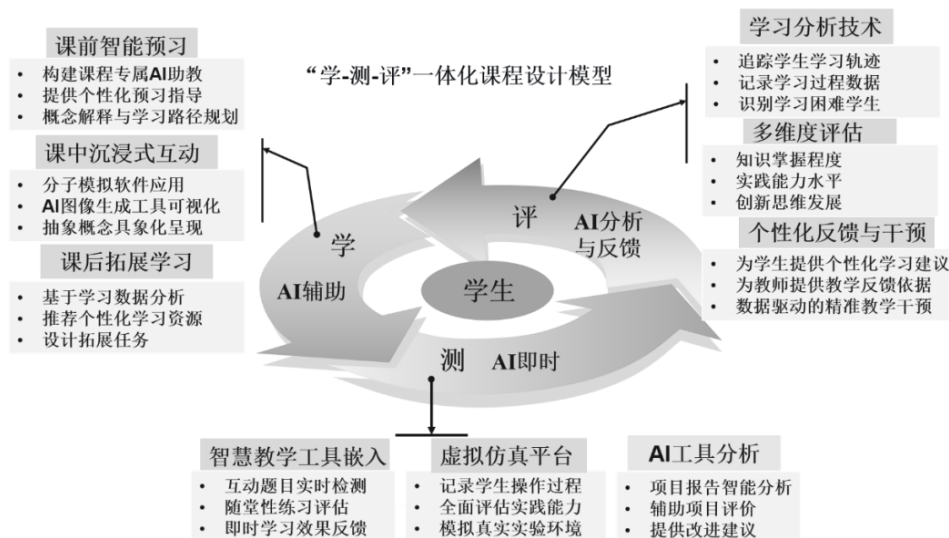 “学-测-评”一体化课程设计模型
课前智能预习
• 构建课程专属AI助教
• 提供个性化预习指导
• 概念解释与学习路径规划
课中沉浸式互动
• 分子模拟软件应用
• AI图像生成工具可视化
• 抽象概念具象化呈现
课后拓展学习
• 基于学习数据分析
• 推荐个性化学习资源
• 设计拓展任务
学
AI辅助
学生
评
AI分析
与反馈
测 AI即时
学习分析技术
• 追踪学生学习轨迹
• 记录学习过程数据
• 识别学习困难学生
多维度评估
• 知识掌握程度
• 实践能力水平
• 创新思维发展
个性化反馈与干预
• 为学生提供个性化学习建议
• 为教师提供教学反馈依据
• 数据驱动的精准教学干预
智慧教学工具嵌入
• 互动题目实时检测
• 随堂性练习评估
• 即时学习效果反馈
虚拟仿真平台
• 记录学生操作过程
• 全面评估实践能力
• 模拟真实实验环境
AI工具分析
• 项目报告智能分析
• 辅助项目评价
• 提供改进建议